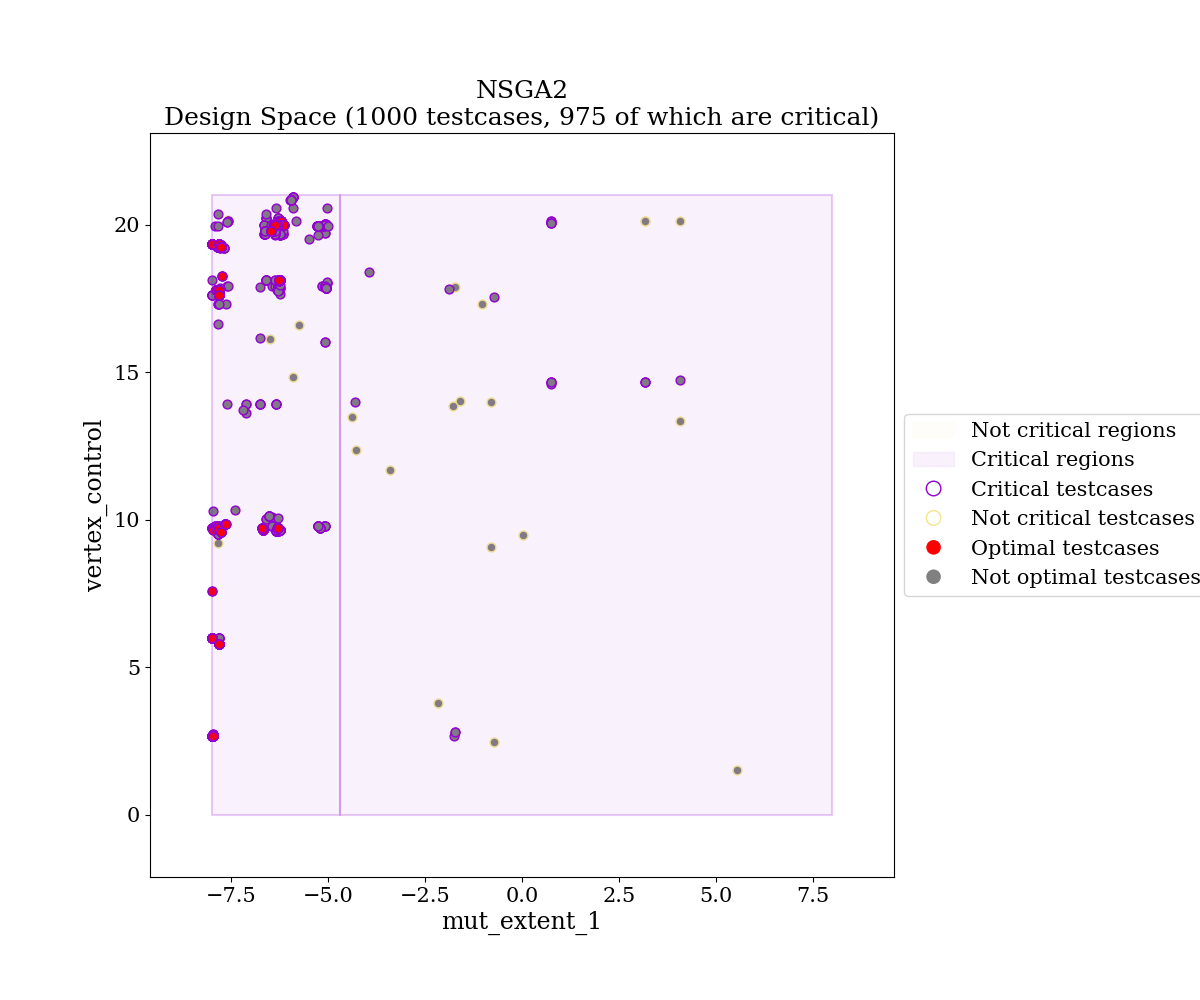 NSGA2
Design Space (1000 testcases, 975 of which are critical)
vertex_control
20
15
10
5
0
−7.5
−5.0
−2.5
0.0
2.5
5.0
7.5
mut_extent_1
Not critical regions
Critical regions
Critical testcases
Not critical testcases
Optimal testcases
Not optimal testcases